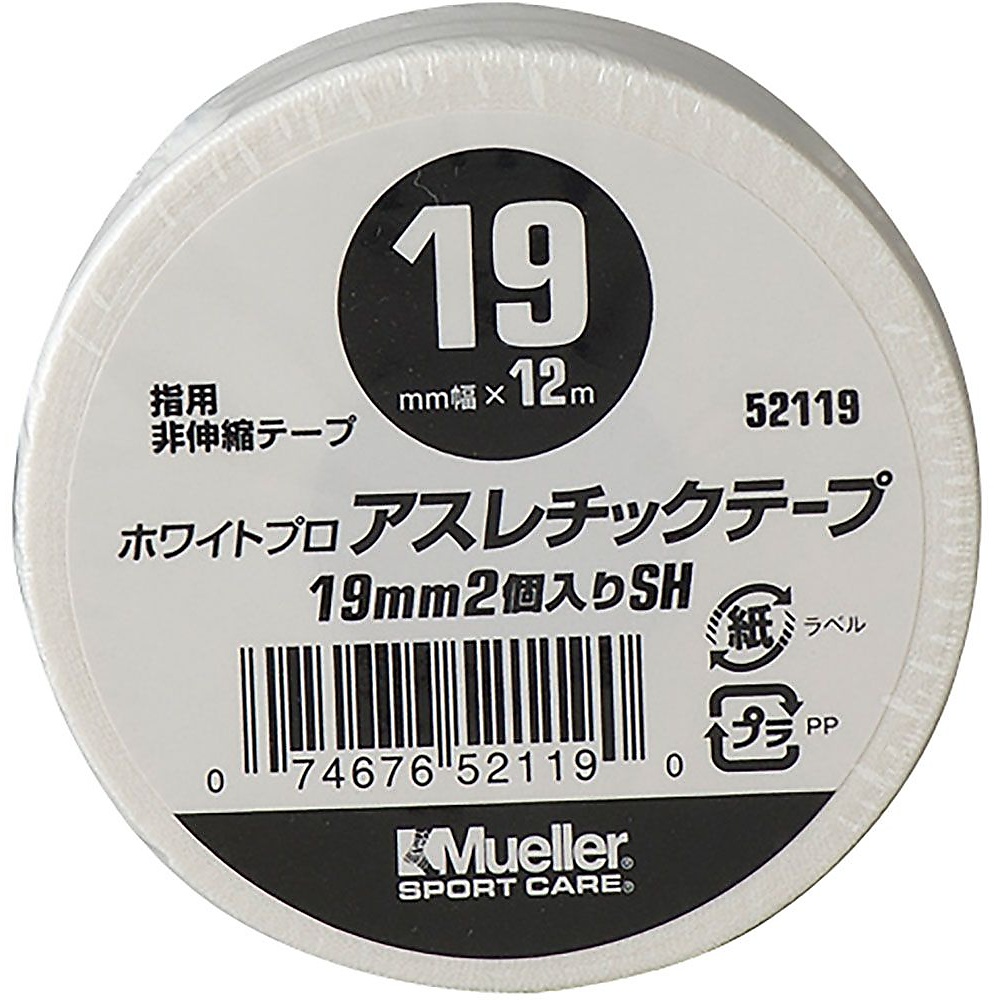 19
mm幅×12m
指用
非伸縮テープ
52119
ホワイトプロ アスレチックテープ
19mm2個入りSH
紙 ラベル
プラ PP
0 74676 52119 0
Mueller®
SPORT CARE®